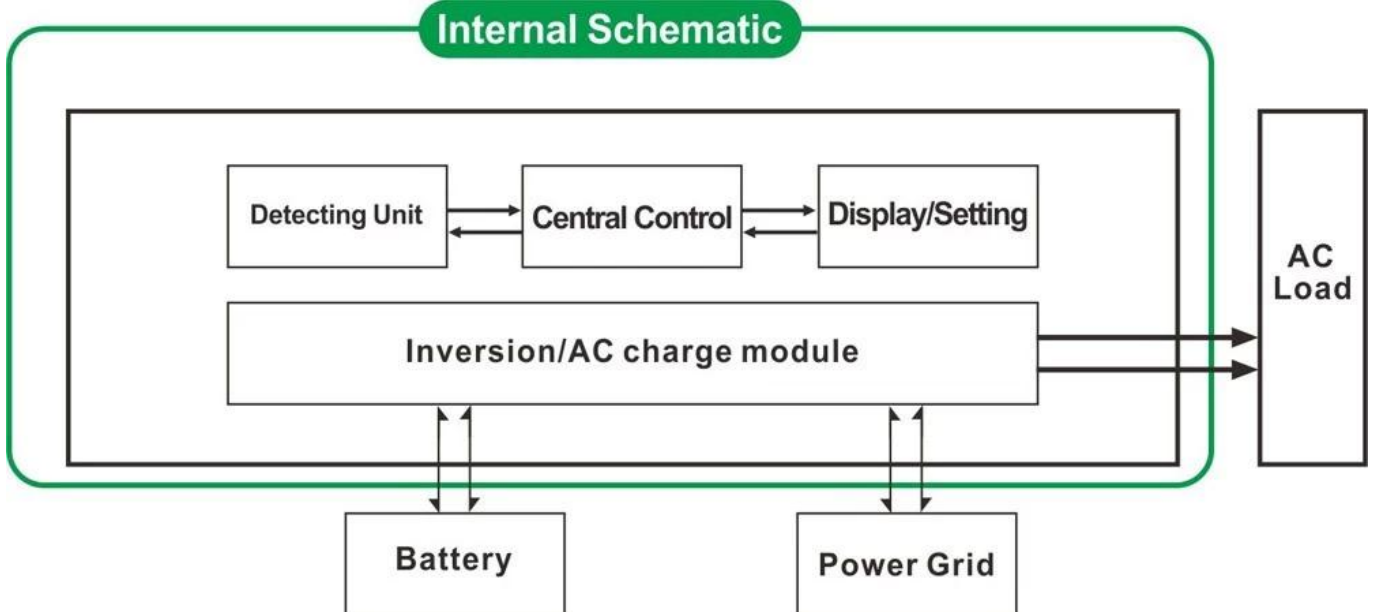 Internal Schematic
Detecting Unit
Central Control
Display/Setting
AC
Load
Inversion/AC charge module
Battery
Power Grid